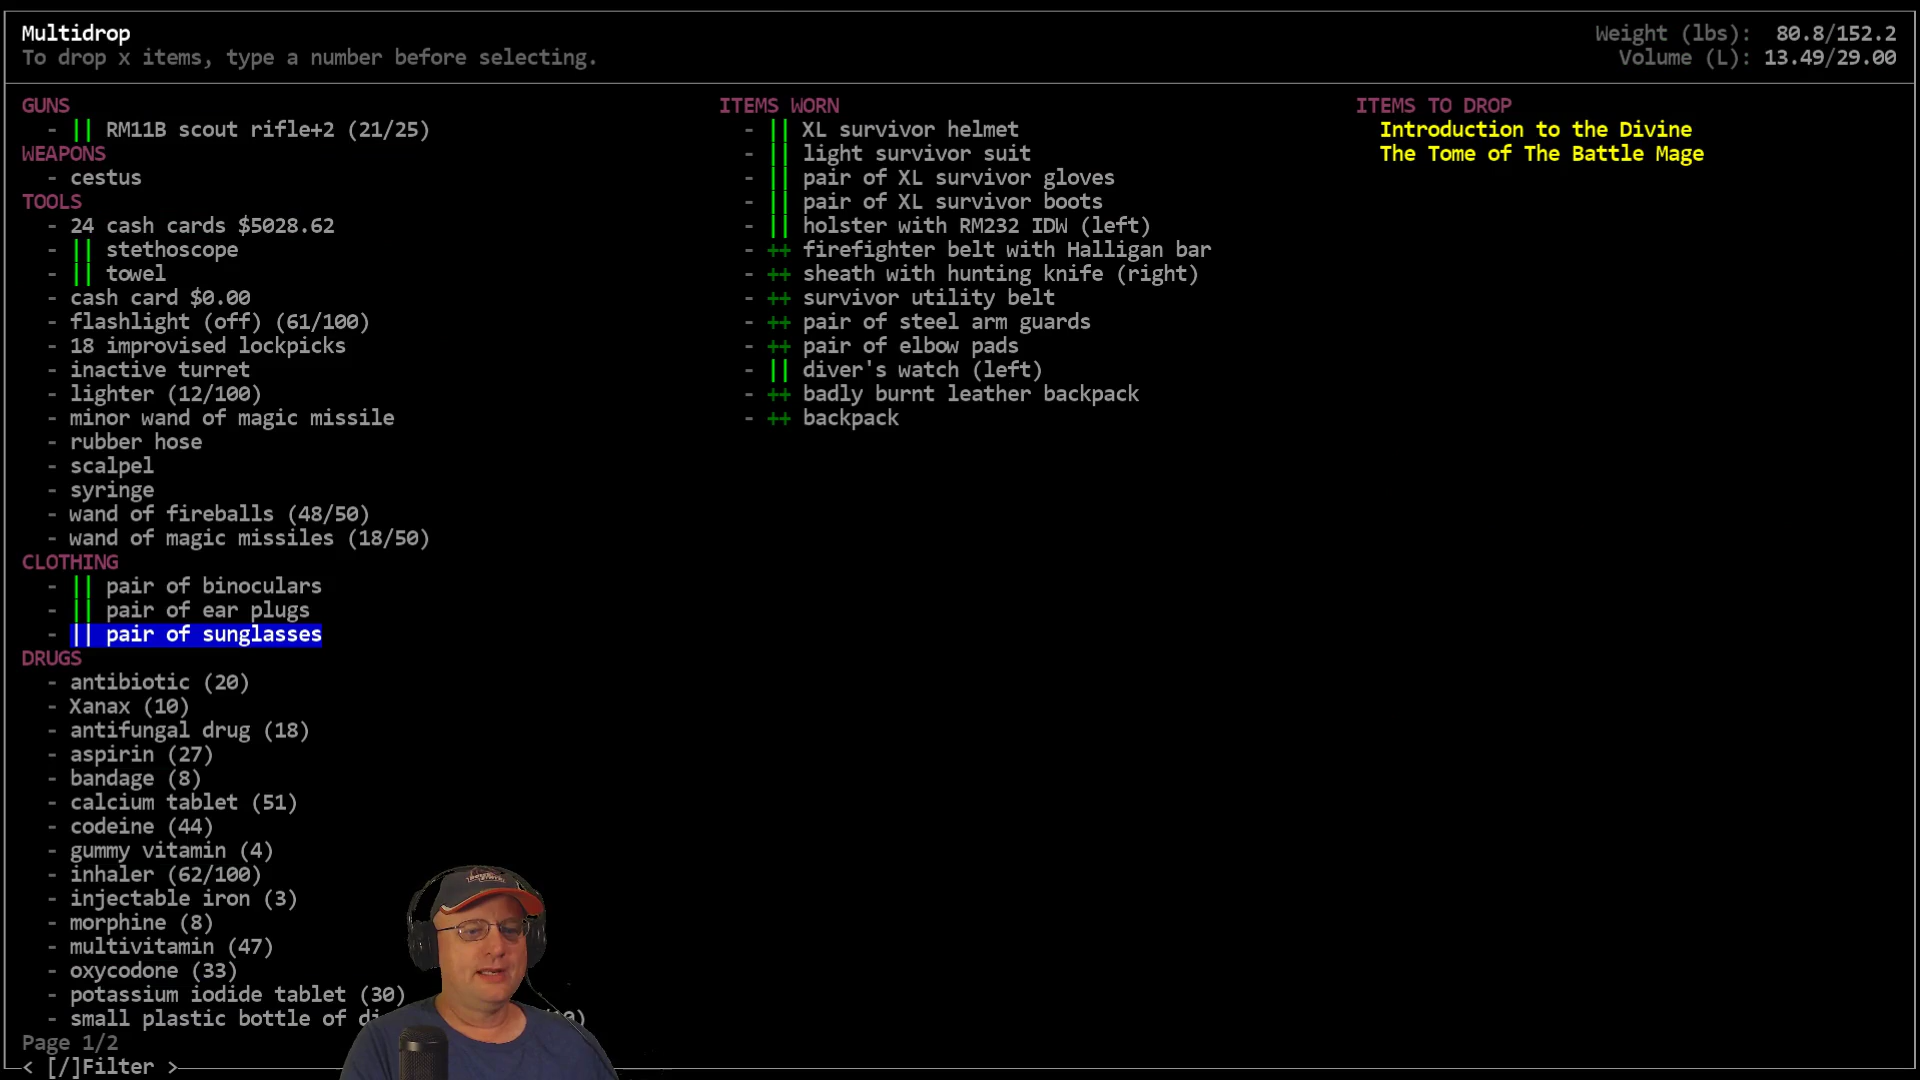 Multidrop
To drop x items, type a number before selecting.
Weight (lbs): 80.8/152.2
Volume (L): 13.49/29.00
GUNS
- || RM11B scout rifle+2 (21/25)
WEAPONS
- cestus
TOOLS
- 24 cash cards $5028.62
- || stethoscope
- || towel
- cash card $0.00
- flashlight (off) (61/100)
- 18 improvised lockpicks
- inactive turret
- lighter (12/100)
- minor wand of magic missile
- rubber hose
- scalpel
- syringe
- wand of fireballs (48/50)
- wand of magic missiles (18/50)
CLOTHING
- || pair of binoculars
- || pair of ear plugs
- || pair of sunglasses
DRUGS
- antibiotic (20)
- Xanax (10)
- antifungal drug (18)
- aspirin (27)
- bandage (8)
- calcium tablet (51)
- codeine (44)
- gummy vitamin (4)
- inhaler (62/100)
- injectable iron (3)
- morphine (8)
- multivitamin (47)
- oxycodone (33)
- potassium iodide tablet (30)
- small plastic bottle of
Page 1/2
< [/]Filter >
ITEMS WORN
- || XL survivor helmet
- || light survivor suit
- || pair of XL survivor gloves
- || pair of XL survivor boots
- || holster with RM232 IDW (left)
- ++ firefighter belt with Halligan bar
- ++ sheath with hunting knife (right)
- ++ survivor utility belt
- ++ pair of steel arm guards
- ++ pair of elbow pads
- || diver's watch (left)
- ++ badly burnt leather backpack
- ++ backpack
ITEMS TO DROP
Introduction to the Divine
The Tome of The Battle Mage